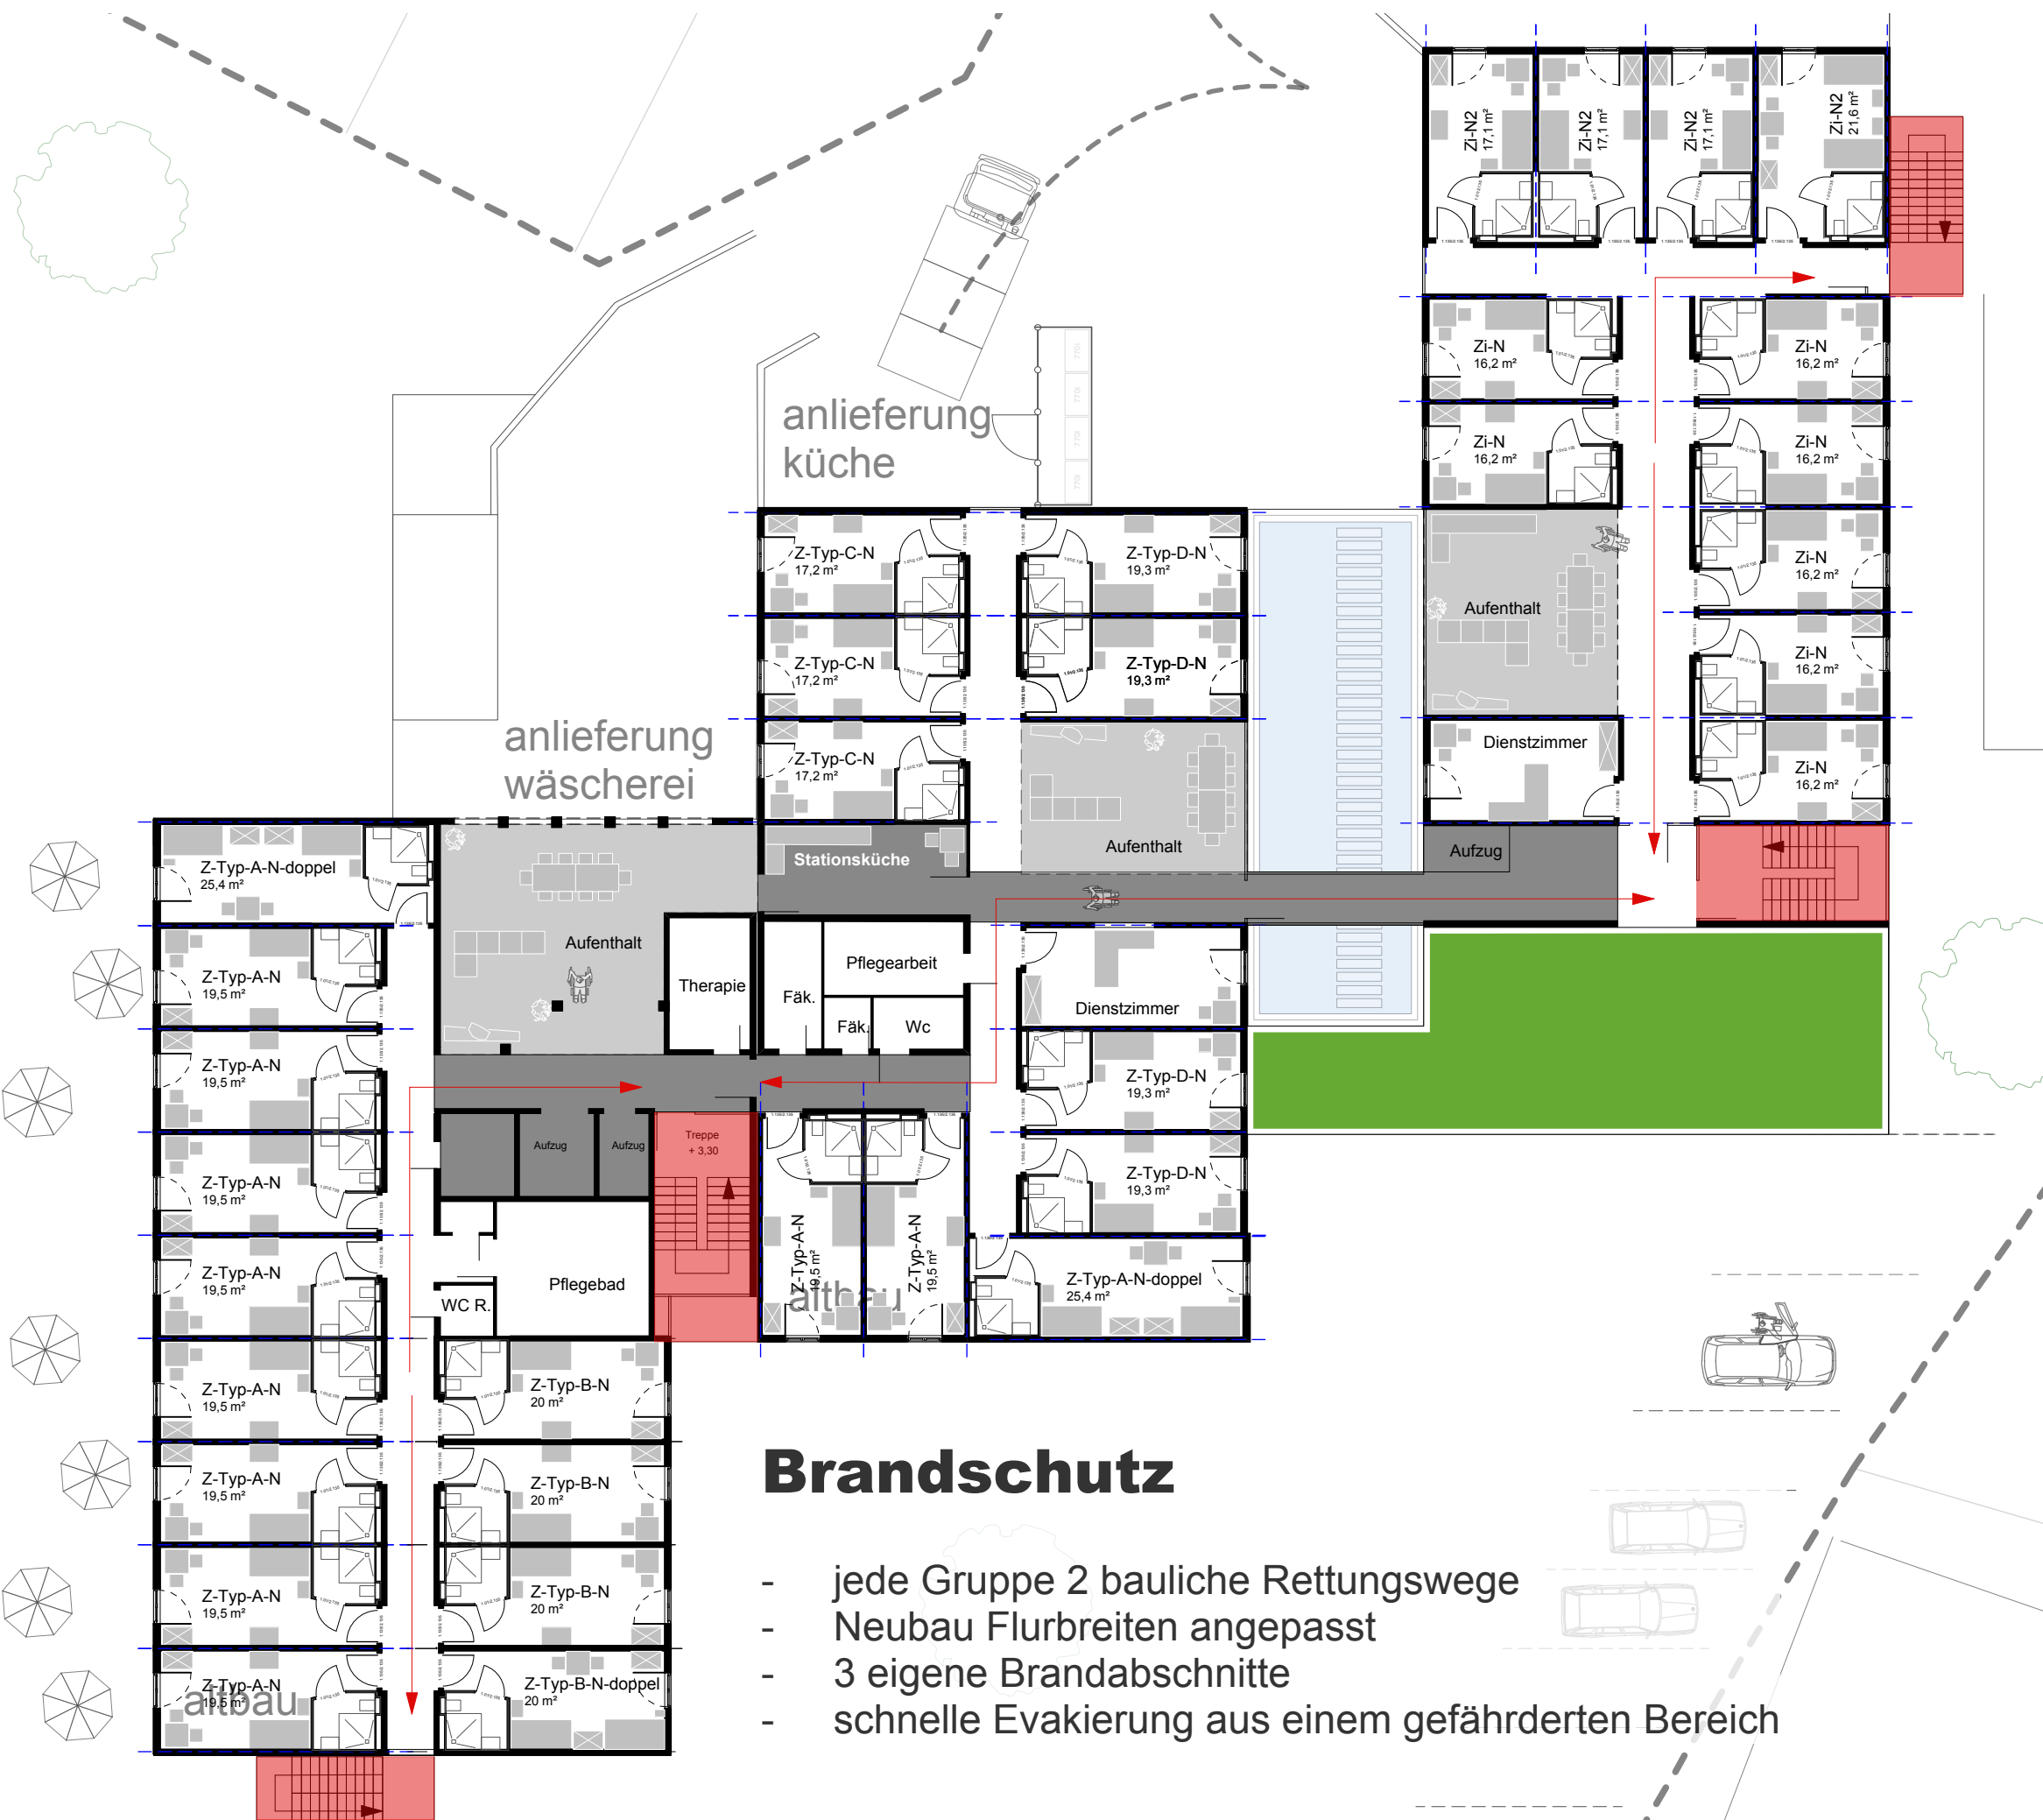 Zi-N2
17,1 m²
Zi-N2
17,1 m²
Zi-N2
17,1 m²
Zi-N2
21,6 m²
Zi-N
16,2 m²
Zi-N
16,2 m²
Zi-N
16,2 m²
Zi-N
16,2 m²
Zi-N
16,2 m²
Zi-N
16,2 m²
Zi-N
16,2 m²
Aufenthalt
Dienstzimmer
Aufzug
anlieferung
küche
770l
770l
770l
770l
Z-Typ-C-N
17,2 m²
Z-Typ-D-N
19,3 m²
Z-Typ-C-N
17,2 m²
Z-Typ-D-N
19,3 m²
Z-Typ-C-N
17,2 m²
anlieferung
wäscherei
Stationsküche
Aufenthalt
Z-Typ-A-N-doppel
25,4 m²
Aufenthalt
Therapie
Fäk.
Pflegearbeit
Fäk.
Wc
Dienstzimmer
Z-Typ-A-N
19,5 m²
Z-Typ-A-N
19,5 m²
Z-Typ-A-N
19,5 m²
Z-Typ-A-N
19,5 m²
Z-Typ-A-N
19,5 m²
Z-Typ-A-N
19,5 m²
Z-Typ-A-N
19,5 m²
Z-Typ-A-N
19,5 m²
altbau
Aufzug
Aufzug
Treppe
+ 3,30
Pflegebad
WC R.
Z-Typ-D-N
19,3 m²
Z-Typ-D-N
19,3 m²
Z-Typ-A-N
19,5 m²
Z-Typ-A-N
19,5 m²
altbau
Z-Typ-A-N-doppel
25,4 m²
Z-Typ-B-N
20 m²
Z-Typ-B-N
20 m²
Z-Typ-B-N
20 m²
Z-Typ-B-N-doppel
20 m²
Brandschutz
- jede Gruppe 2 bauliche Rettungswege
- Neubau Flurbreiten angepasst
- 3 eigene Brandabschnitte
- schnelle Evakierung aus einem gefährderten Bereich